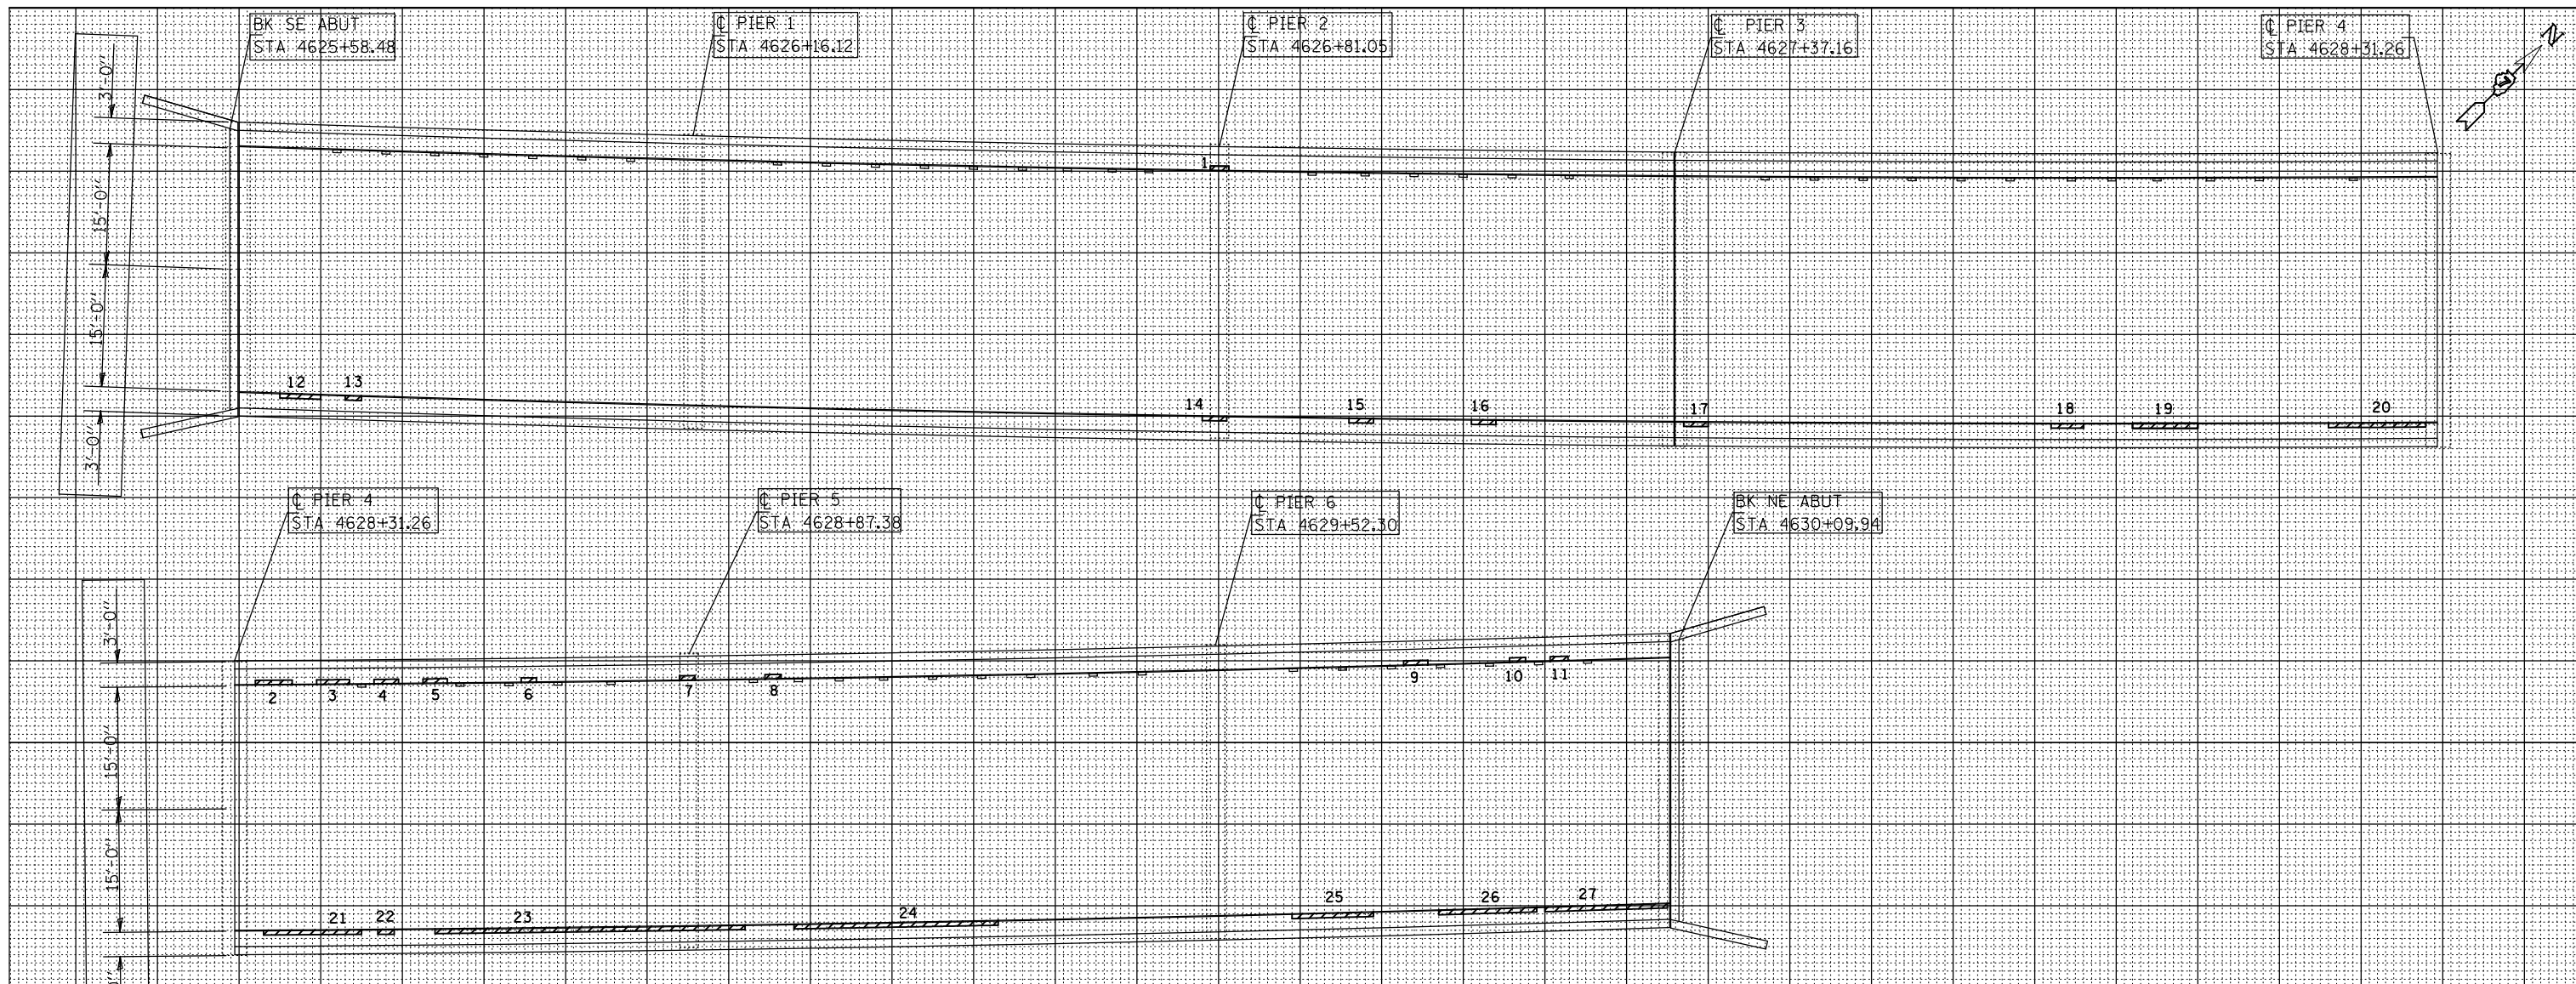 BK SE ABUT
STA 4625+58.48
℄ PIER 1
STA 4626+16.12
℄ PIER 2
STA 4626+81.05
℄ PIER 3
STA 4627+37.16
℄ PIER 4
STA 4628+31.26
N
3'-0"
15'-0"
15'-0"
3'-0"
1
12
13
14
15
16
17
18
19
20
℄ PIER 4
STA 4628+31.26
℄ PIER 5
STA 4628+87.38
℄ PIER 6
STA 4629+52.30
BK NE ABUT
STA 4630+09.94
3'-0"
15'-0"
15'-0"
2
3
4
5
6
7
8
9
10
11
21
22
23
24
25
26
27